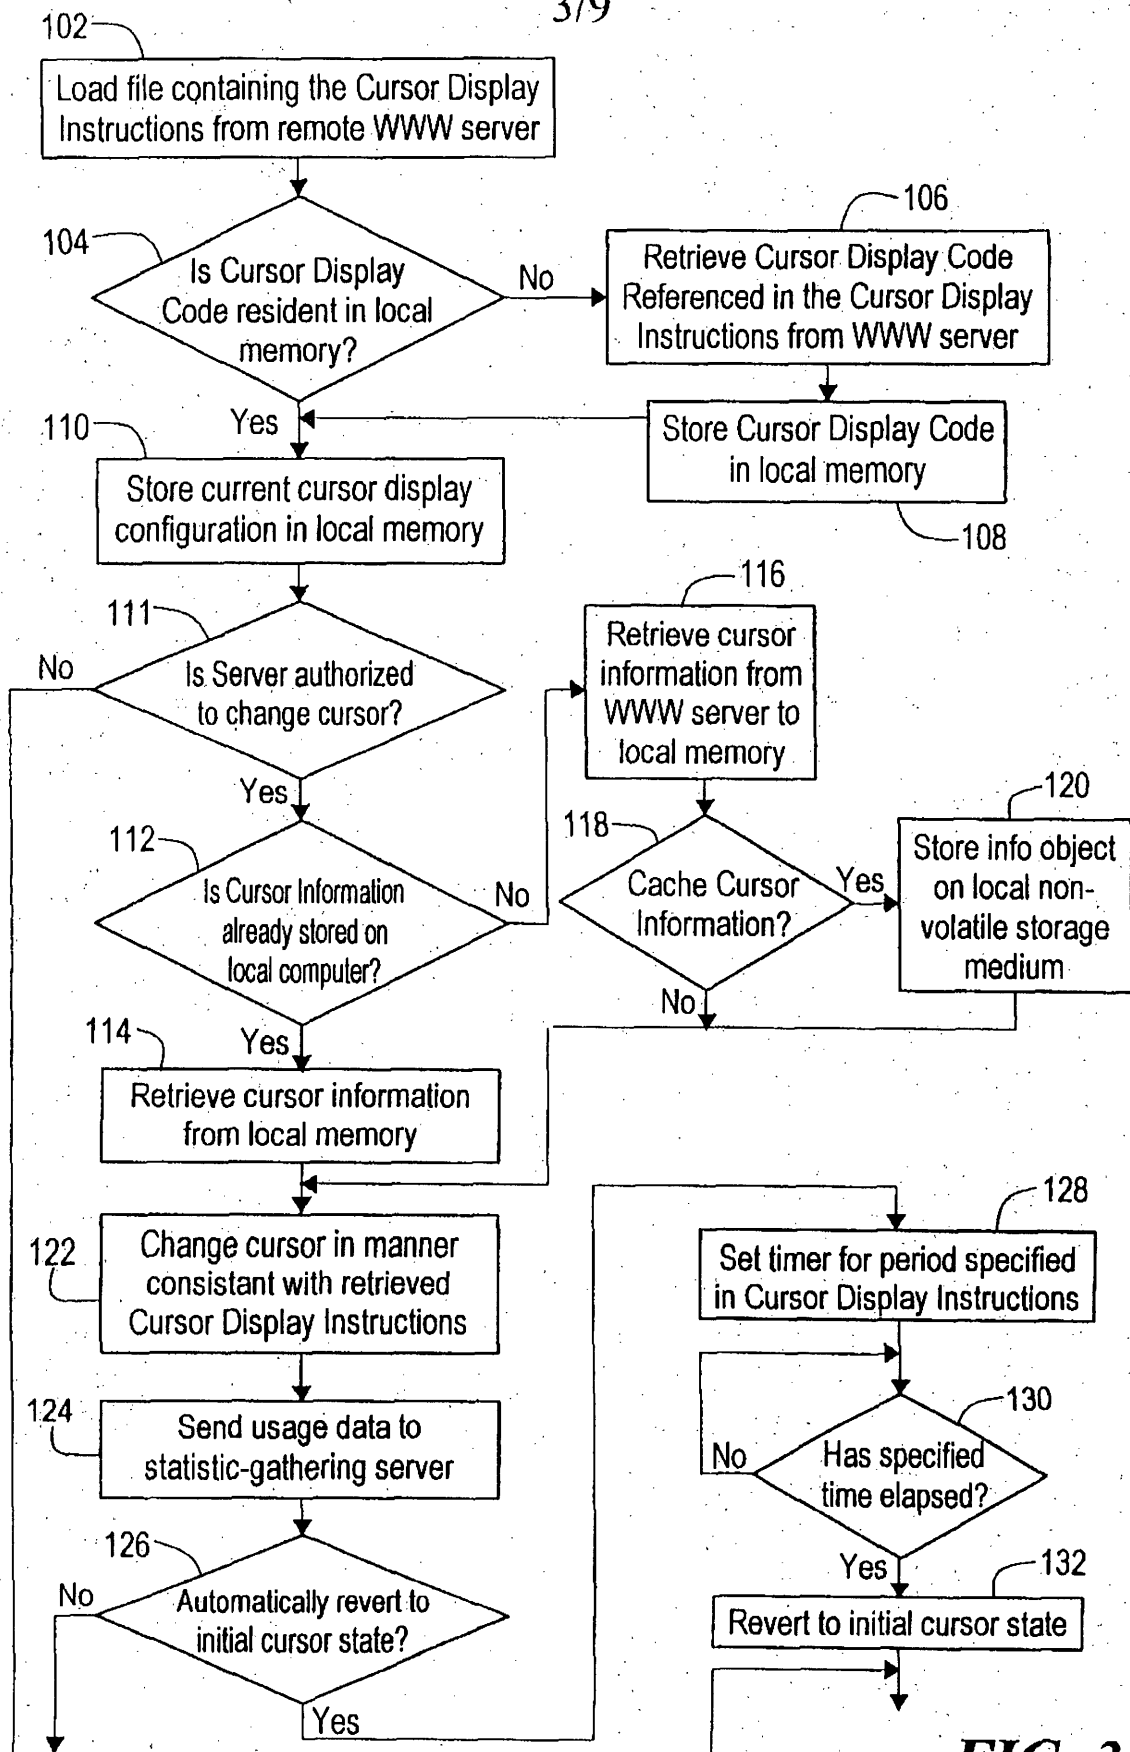 3/9
102
Load file containing the Cursor Display
Instructions from remote WWW server
104
Is Cursor Display
Code resident in local
memory?
No
106
Retrieve Cursor Display Code
Referenced in the Cursor Display
Instructions from WWW server
Yes
Store Cursor Display Code
in local memory
108
110
Store current cursor display
configuration in local memory
111
No
Is Server authorized
to change cursor?
Yes
116
Retrieve cursor
information from
WWW server to
local memory
112
Is Cursor Information
already stored on
local computer?
No
118
Cache Cursor
Information?
Yes
120
Store info object
on local non-
volatile storage
medium
No
Yes
114
Retrieve cursor information
from local memory
122
Change cursor in manner
consistant with retrieved
Cursor Display Instructions
124
Send usage data to
statistic-gathering server
126
No
Automatically revert to
initial cursor state?
Yes
128
Set timer for period specified
in Cursor Display Instructions
130
No
Has specified
time elapsed?
Yes
132
Revert to initial cursor state
FIG. 3